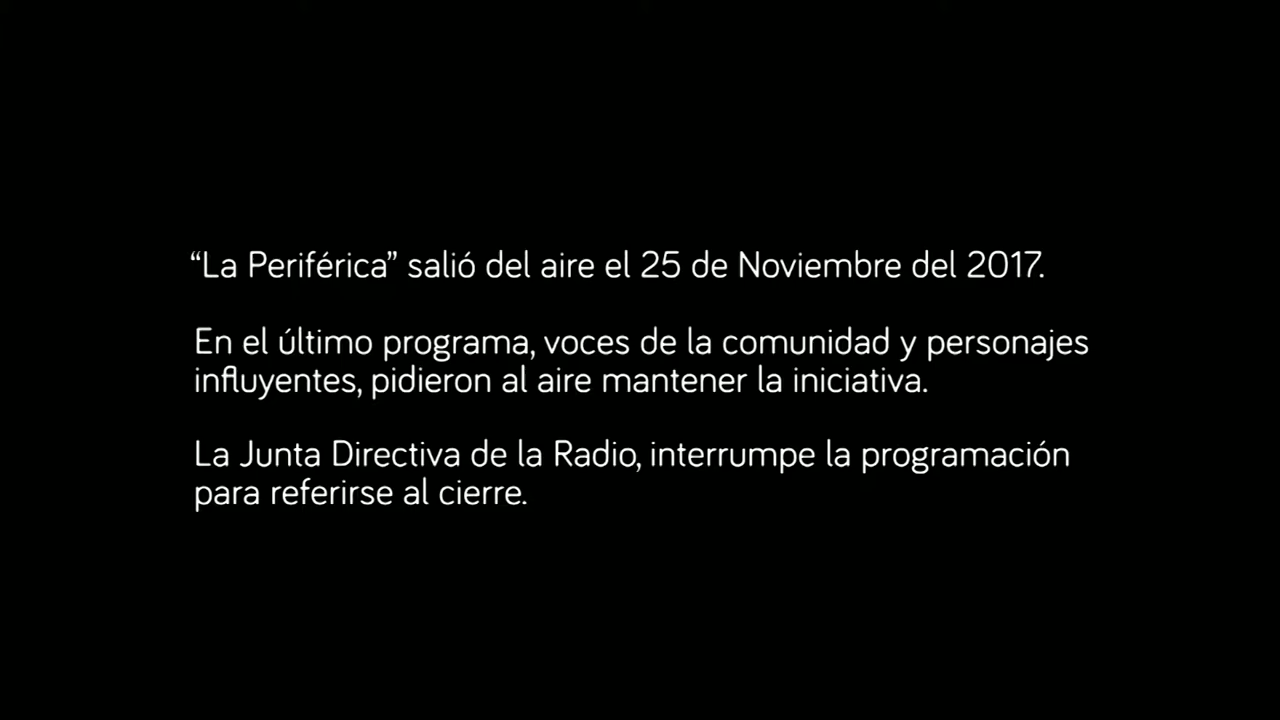 “La Periférica” salió del aire el 25 de Noviembre del 2017.
En el último programa, voces de la comunidad y personajes
influyentes, pidieron al aire mantener la iniciativa.
La Junta Directiva de la Radio, interrumpe la programación
para referirse al cierre.